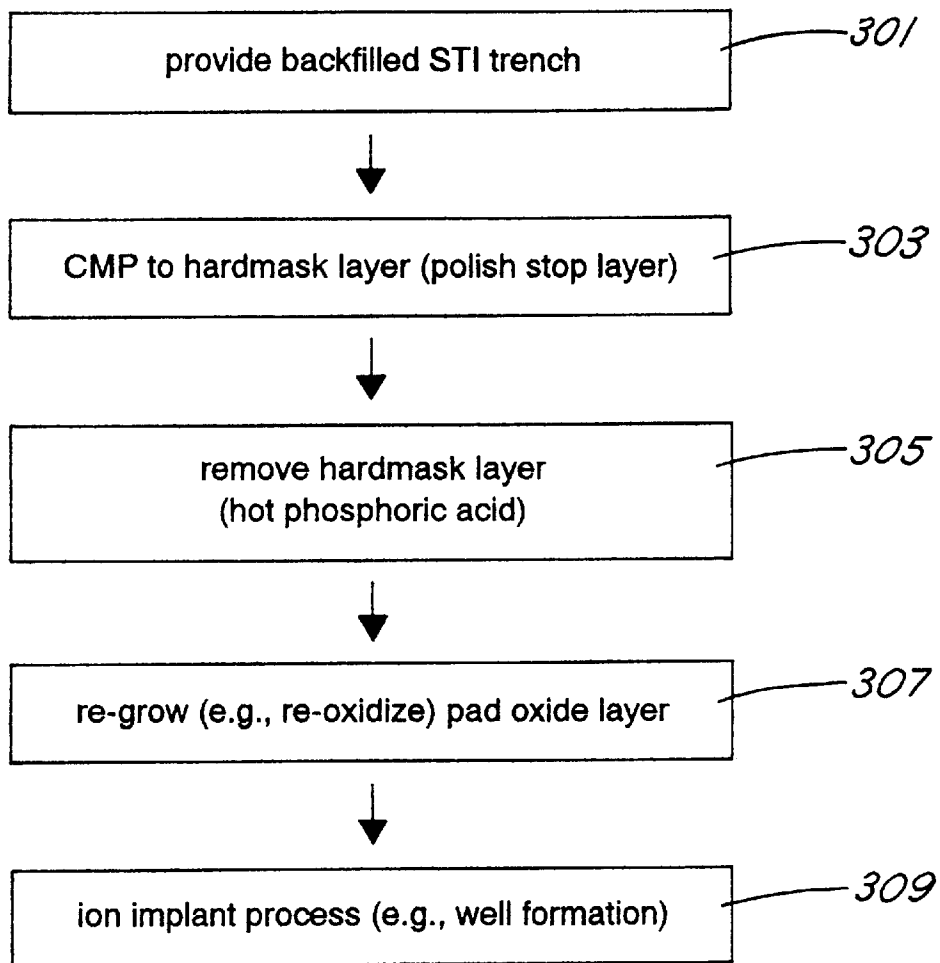 provide backfilled STI trench
301
CMP to hardmask layer (polish stop layer)
303
remove hardmask layer
(hot phosphoric acid)
305
re-grow (e.g., re-oxidize) pad oxide layer
307
ion implant process (e.g., well formation)
309